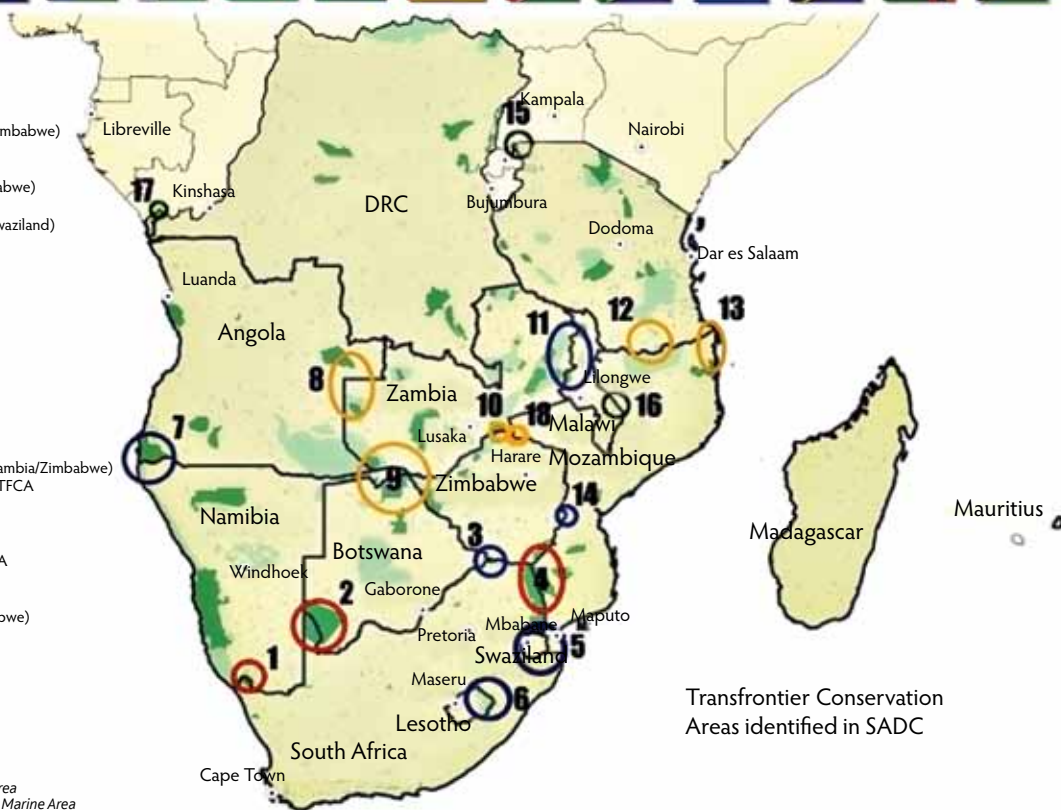 mbabwe)
abwe)
waziland)
ambia/Zimbabwe)
TFCA
A
bwe)
rea
Marine Area
Kampala
15
Libreville
Nairobi
17
Kinshasa
DRC
Bujumbura
Dodoma
Dar es Salaam
Luanda
Angola
11
12
13
8
Zambia
Lilongwe
10
18
16
Malawi
7
Lusaka
Harare
Mozambique
9
Zimbabwe
14
Namibia
Mauritius
3
Madagascar
Botswana
Windhoek
4
Gaborone
2
Mbabane
Maputo
Pretoria
5
Swaziland
1
Maseru
6
Lesotho
South Africa
Cape Town
Transfrontier Conservation
Areas identified in SADC